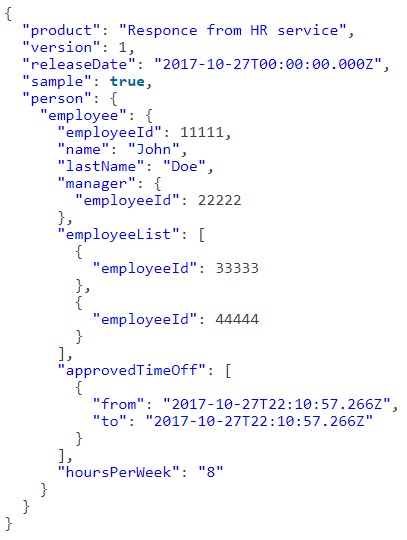 {
  "product": "Responce from HR service",
  "version": 1,
  "releaseDate": "2017-10-27T00:00:00.000Z",
  "sample": true,
  "person": {
    "employee": {
      "employeeId": 11111,
      "name": "John",
      "lastName": "Doe",
      "manager": {
        "employeeId": 22222
      },
      "employeeList": [
        {
          "employeeId": 33333
        },
        {
          "employeeId": 44444
        }
      ],
      "approvedTimeOff": [
        {
          "from": "2017-10-27T22:10:57.266Z",
          "to": "2017-10-27T22:10:57.266Z"
        }
      ],
      "hoursPerWeek": "8"
    }
  }
}